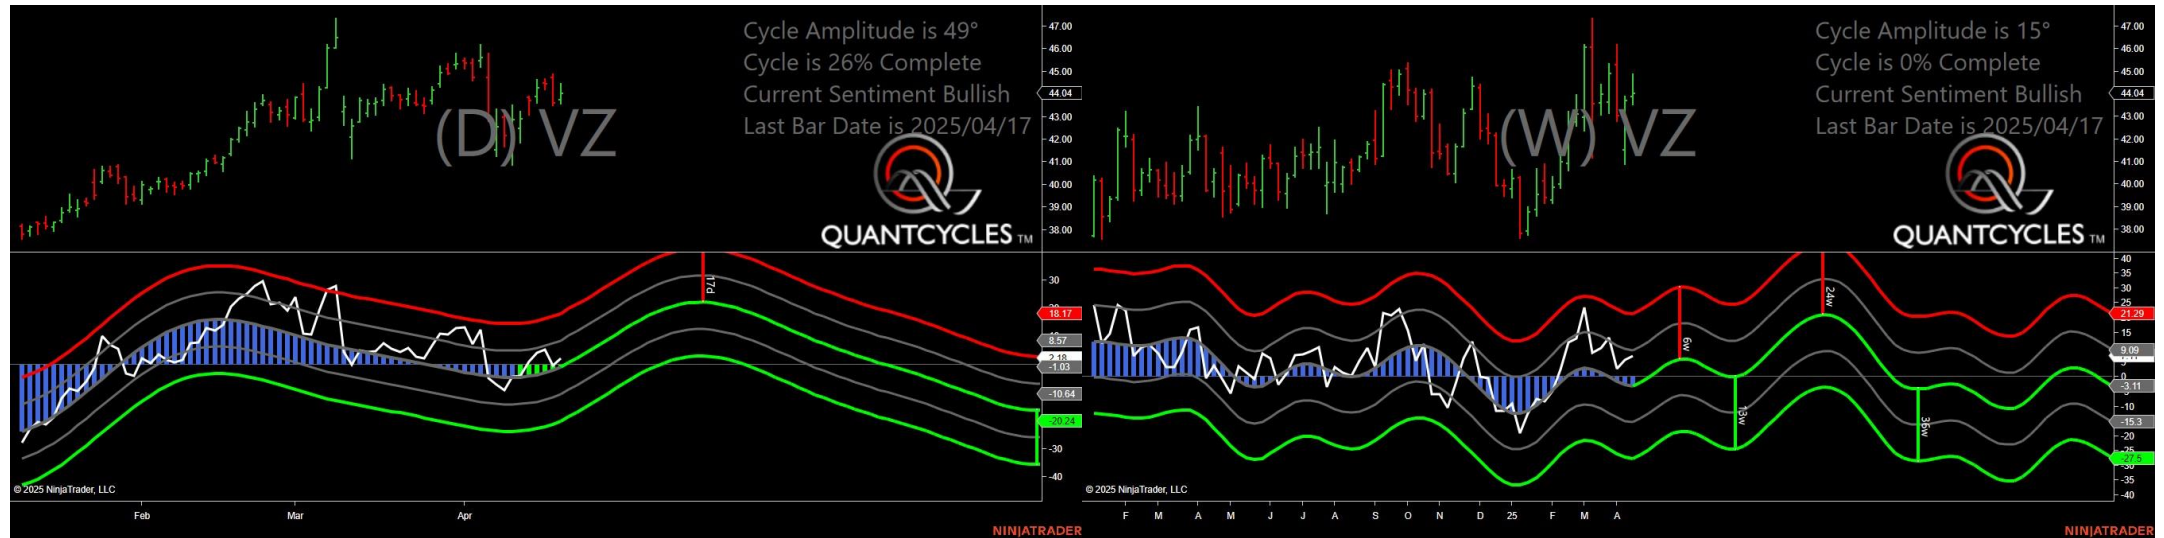 Cycle Amplitude is 49°
Cycle is 26% Complete
Current Sentiment Bullish
Last Bar Date is 2025/04/17
(D) VZ
QUANTCYCLES TM
47.00
46.00
45.00
44.04
43.00
42.00
41.00
40.00
39.00
38.00
17d
30
18.17
8.57
2.18
-1.03
-10.64
-20.24
-30
-40
© 2025 NinjaTrader, LLC
Feb Mar Apr
NINJATRADER
Cycle Amplitude is 15°
Cycle is 0% Complete
Current Sentiment Bullish
Last Bar Date is 2025/04/17
(W) VZ
QUANTCYCLES TM
47.00
46.00
45.00
44.04
43.00
42.00
41.00
40.00
39.00
38.00
6w
13w
24w
36w
40
35
30
25
21.29
15
9.09
5
0
-3.11
-10
-15.3
-20
-27.5
-30
-35
-40
© 2025 NinjaTrader, LLC
F M A M J J A S O N D 25 F M A
NINJATRADER